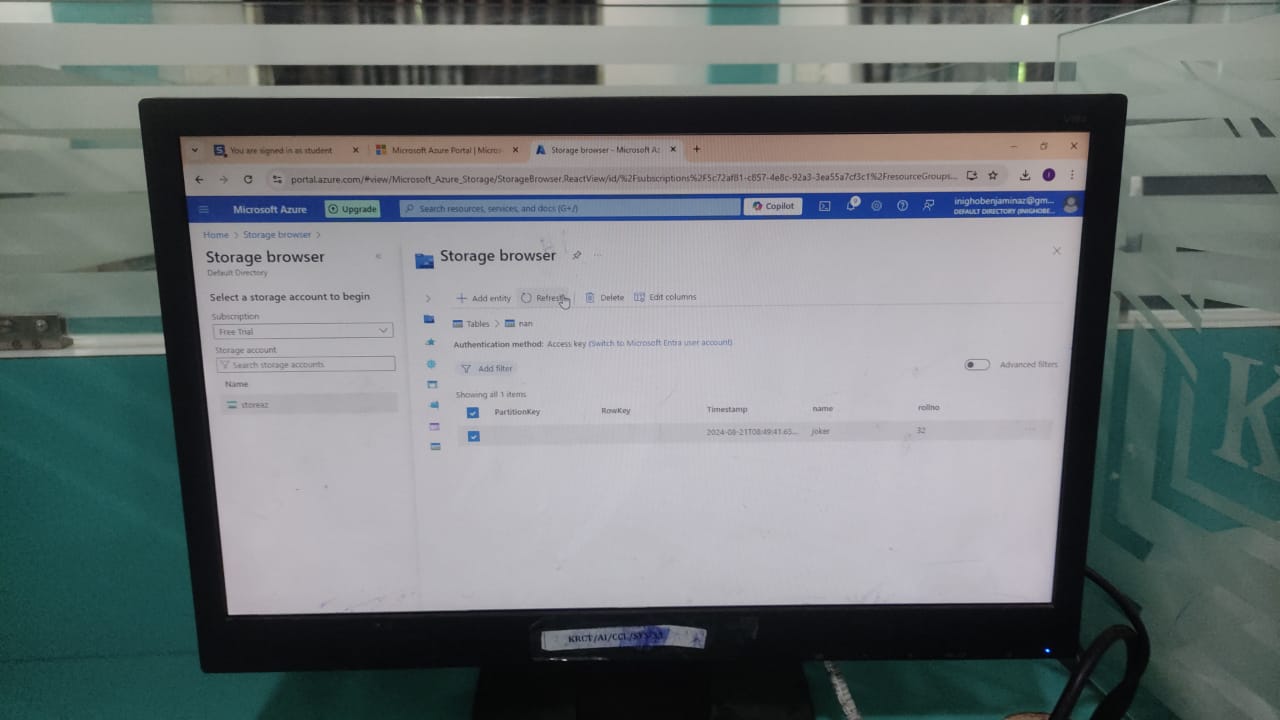 You are signed in as student
Microsoft Azure Portal | Micros
Storage browser - Microsoft Az
portal.azure.com/#view/Microsoft_Azure_Storage/StorageBrowser.ReactView/id/%2Fsubscriptions%2F5c72af81-c857-4e8c-92a3-3ea55a7cf3c1%2FresourceGroups...
Microsoft Azure
Upgrade
Search resources, services, and docs (G+/)
Copilot
inighobenjaminaz@gm...
DEFAULT DIRECTORY (INIGHOBE...
Home > Storage browser >
Storage browser
Default Directory
Select a storage account to begin
Subscription
Free Trial
Storage account
Search storage accounts
Name
storeaz
Storage browser
Add entity Refresh Delete Edit columns
Tables > nan
Authentication method: Access key (Switch to Microsoft Entra user account)
Add filter
Advanced filters
Showing all 1 items
PartitionKey RowKey Timestamp name rollno
2024-08-21T08:49:41.65... joker 32
KRCT/AI/CCL/SYS/
K